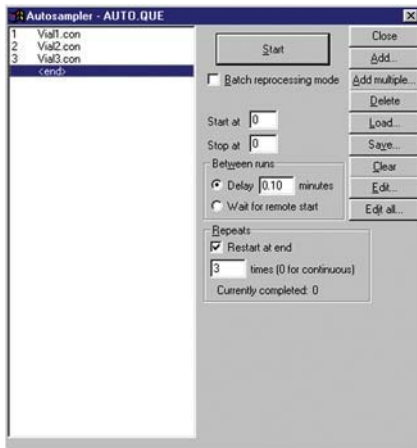 Autosampler - AUTO.QUE
1 Vial1.con
2 Vial2.con
3 Vial3.con
<end>
Start
Batch reprocessing mode
Start at 0
Stop at 0
Between runs
Delay 0.10 minutes
Wait for remote start
Repeats
Restart at end
3 times (0 for continuous)
Currently completed: 0
Close
Add...
Add multiple...
Delete
Load...
Save...
Clear
Edit...
Edit all...